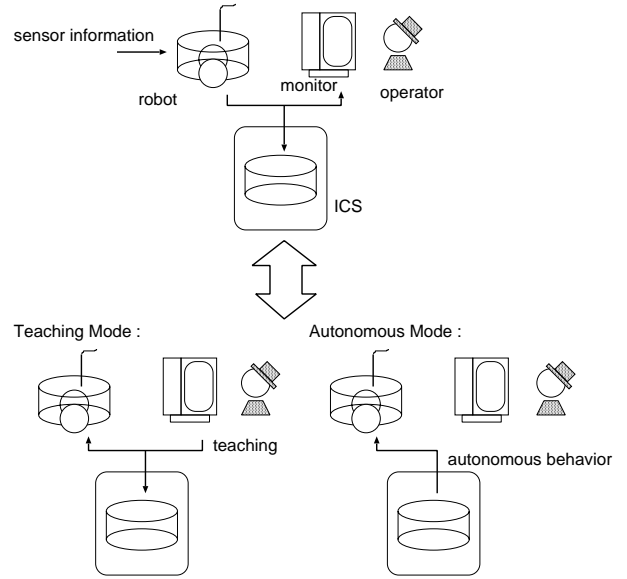 sensor information
robot
monitor
operator
ICS
Teaching Mode :
Autonomous Mode :
teaching
autonomous behavior